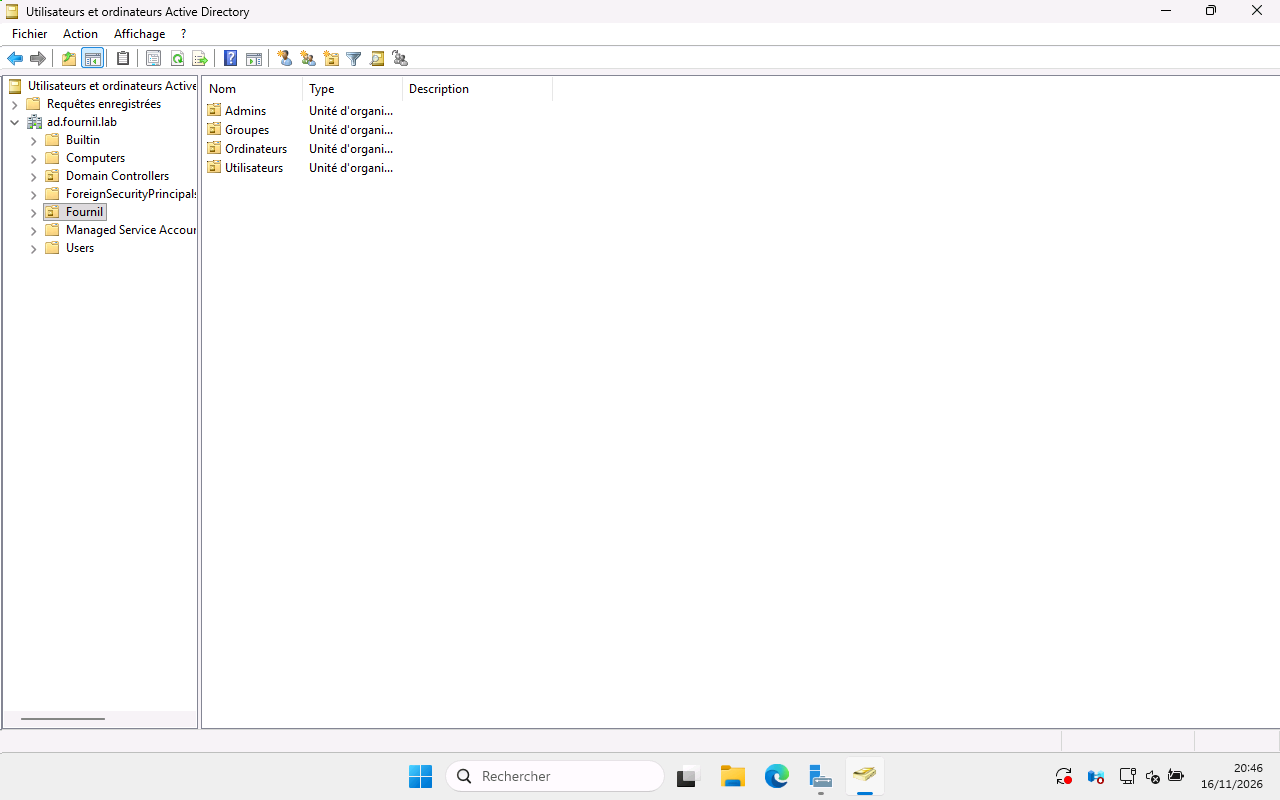 Utilisateurs et ordinateurs Active Directory
Fichier Action Affichage ?
Utilisateurs et ordinateurs Active
Requêtes enregistrées
ad.fournil.lab
Builtin
Computers
Domain Controllers
ForeignSecurityPrincipals
Fournil
Managed Service Accour
Users
Nom Type Description
Admins Unité d'organi...
Groupes Unité d'organi...
Ordinateurs Unité d'organi...
Utilisateurs Unité d'organi...
Rechercher
20:46
16/11/2026